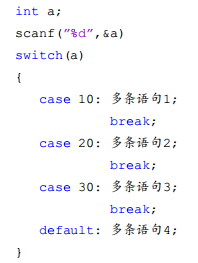 int a;
scanf("%d",&a)
switch(a)
{
case 10: 多条语句1;
break;
case 20: 多条语句2;
break;
case 30: 多条语句3;
break;
default: 多条语句4;
}